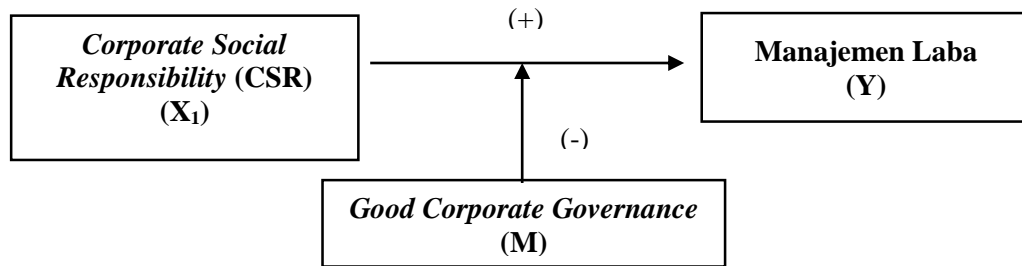 (+)
Corporate Social
Responsibility (CSR)
(X₁)
Manajemen Laba
(Y)
(-)
Good Corporate Governance
(M)